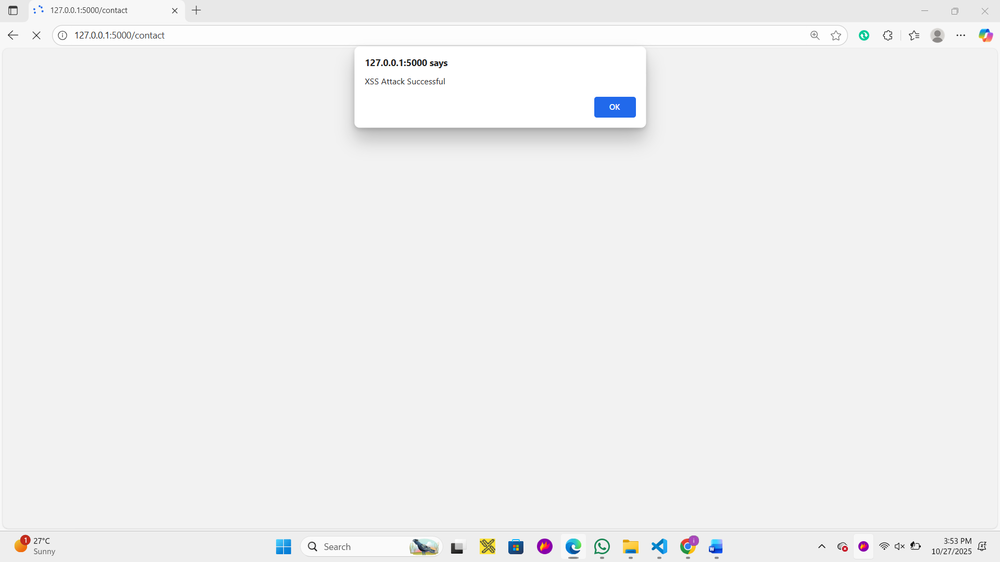 127.0.0.1:5000/contact
127.0.0.1:5000/contact
127.0.0.1:5000 says
XSS Attack Successful
OK
1
27°C
Sunny
Search
W
i
3:53 PM
10/27/2025